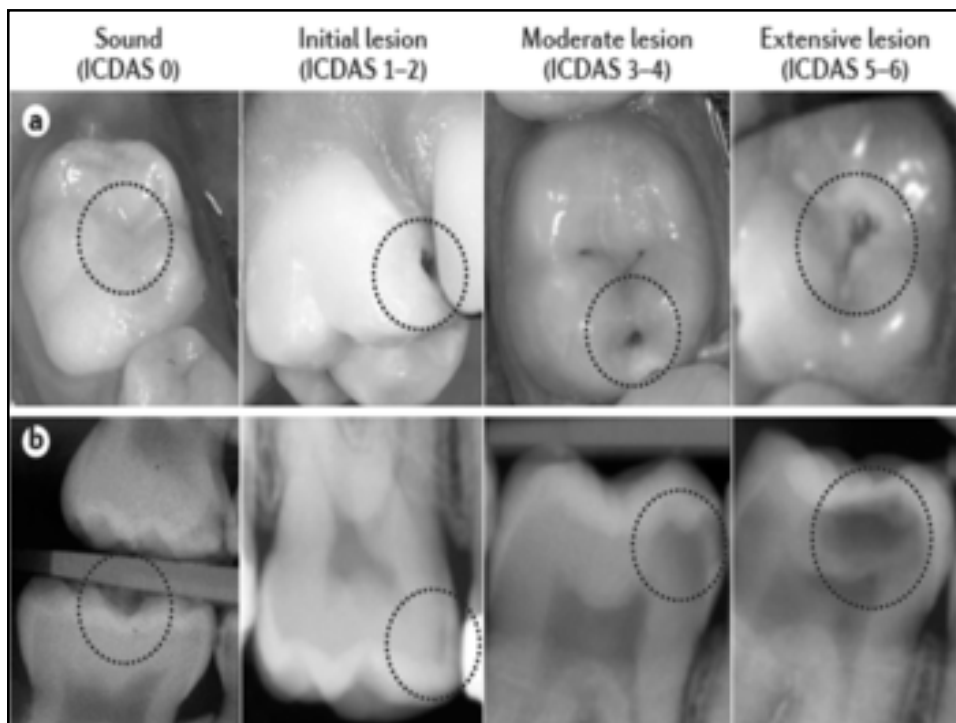 Sound
(ICDAS 0)
Initial lesion
(ICDAS 1–2)
Moderate lesion
(ICDAS 3–4)
Extensive lesion
(ICDAS 5–6)
a
b